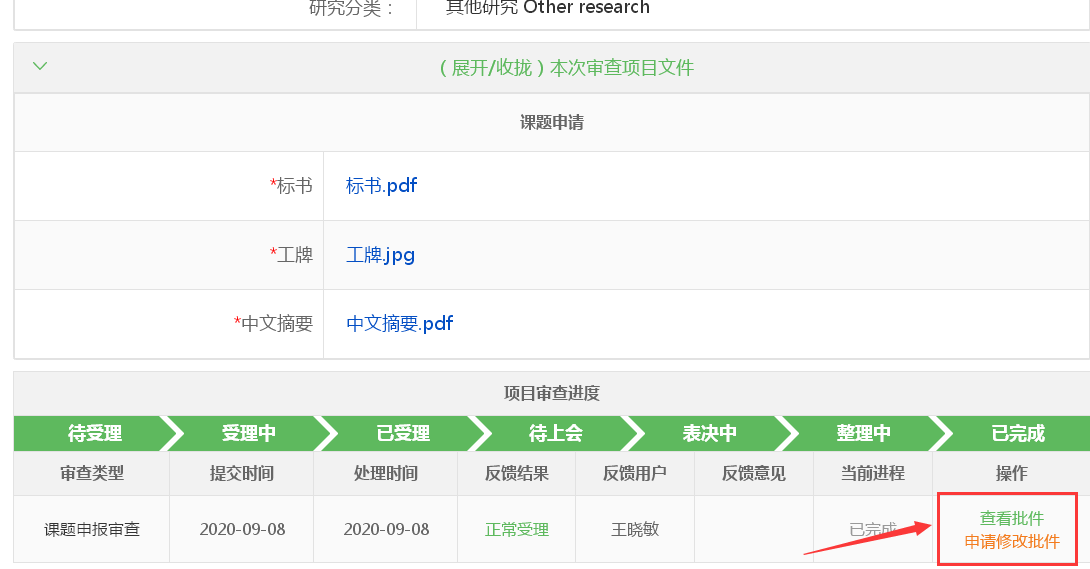 研究分类： 其他研究 Other research
（展开/收拢）本次审查项目文件
课题申请
*标书 标书.pdf
*工牌 工牌.jpg
*中文摘要 中文摘要.pdf
项目审查进度
待受理 受理中 已受理 待上会 表决中 整理中 已完成
审查类型 提交时间 处理时间 反馈结果 反馈用户 反馈意见 当前进程 操作
课题申报审查 2020-09-08 2020-09-08 正常受理 王晓敏 已完成 查看批件
申请修改批件